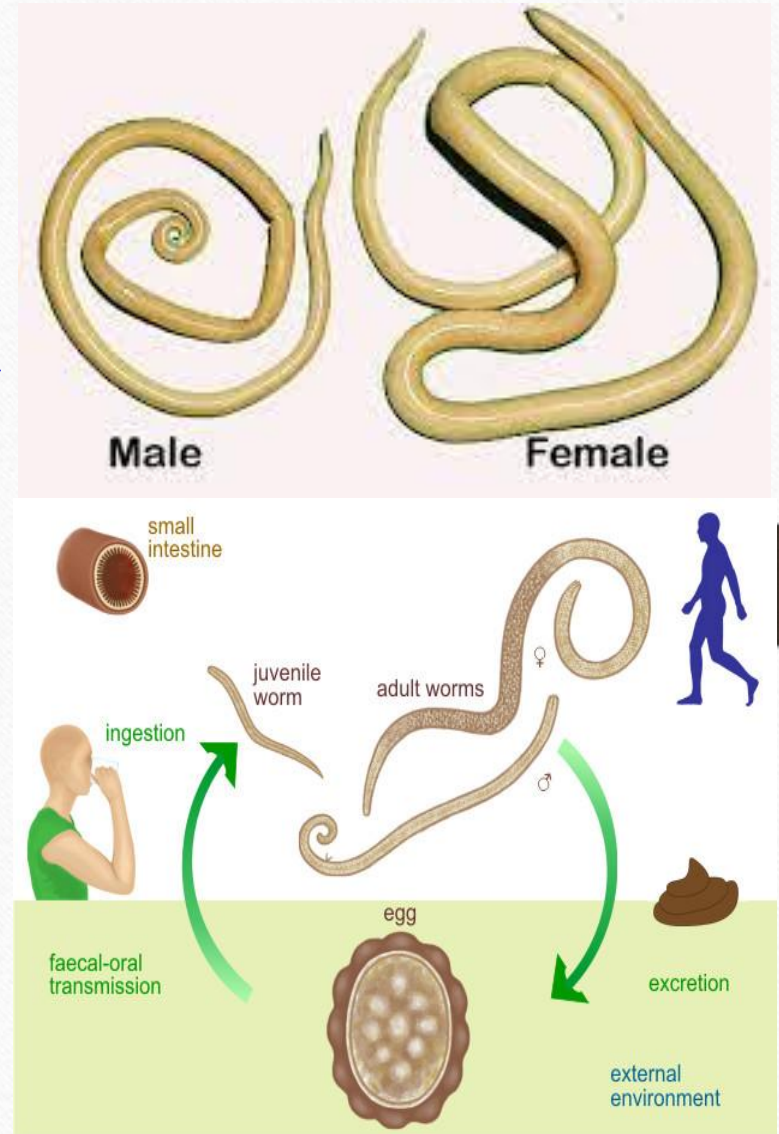 Male
Female
small
intestine
juvenile
worm
adult worms
♀
ingestion
♂
egg
faecal-oral
transmission
excretion
external
environment